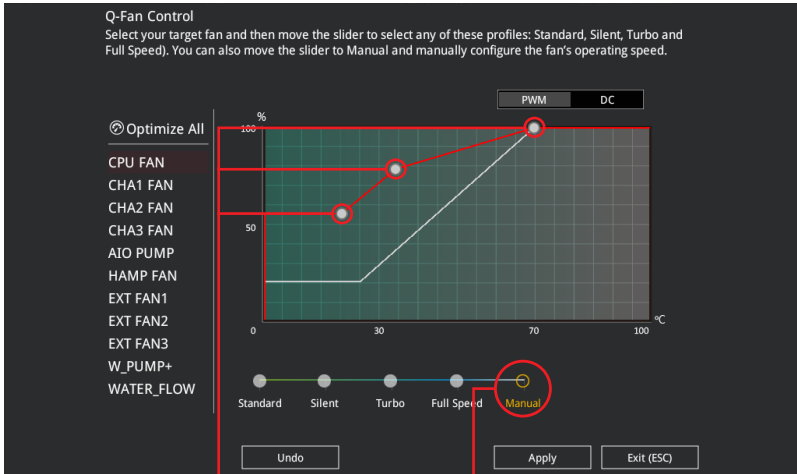 Q-Fan Control
Select your target fan and then move the slider to select any of these profiles: Standard, Silent, Turbo and
Full Speed). You can also move the slider to Manual and manually configure the fan's operating speed.
PWM DC
Optimize All
CPU FAN
CHA1 FAN
CHA2 FAN
CHA3 FAN
AIO PUMP
HAMP FAN
EXT FAN1
EXT FAN2
EXT FAN3
W_PUMP+
WATER_FLOW
%
100
50
0 30 70 100
ºC
Standard Silent Turbo Full Speed Manual
Undo Apply Exit (ESC)